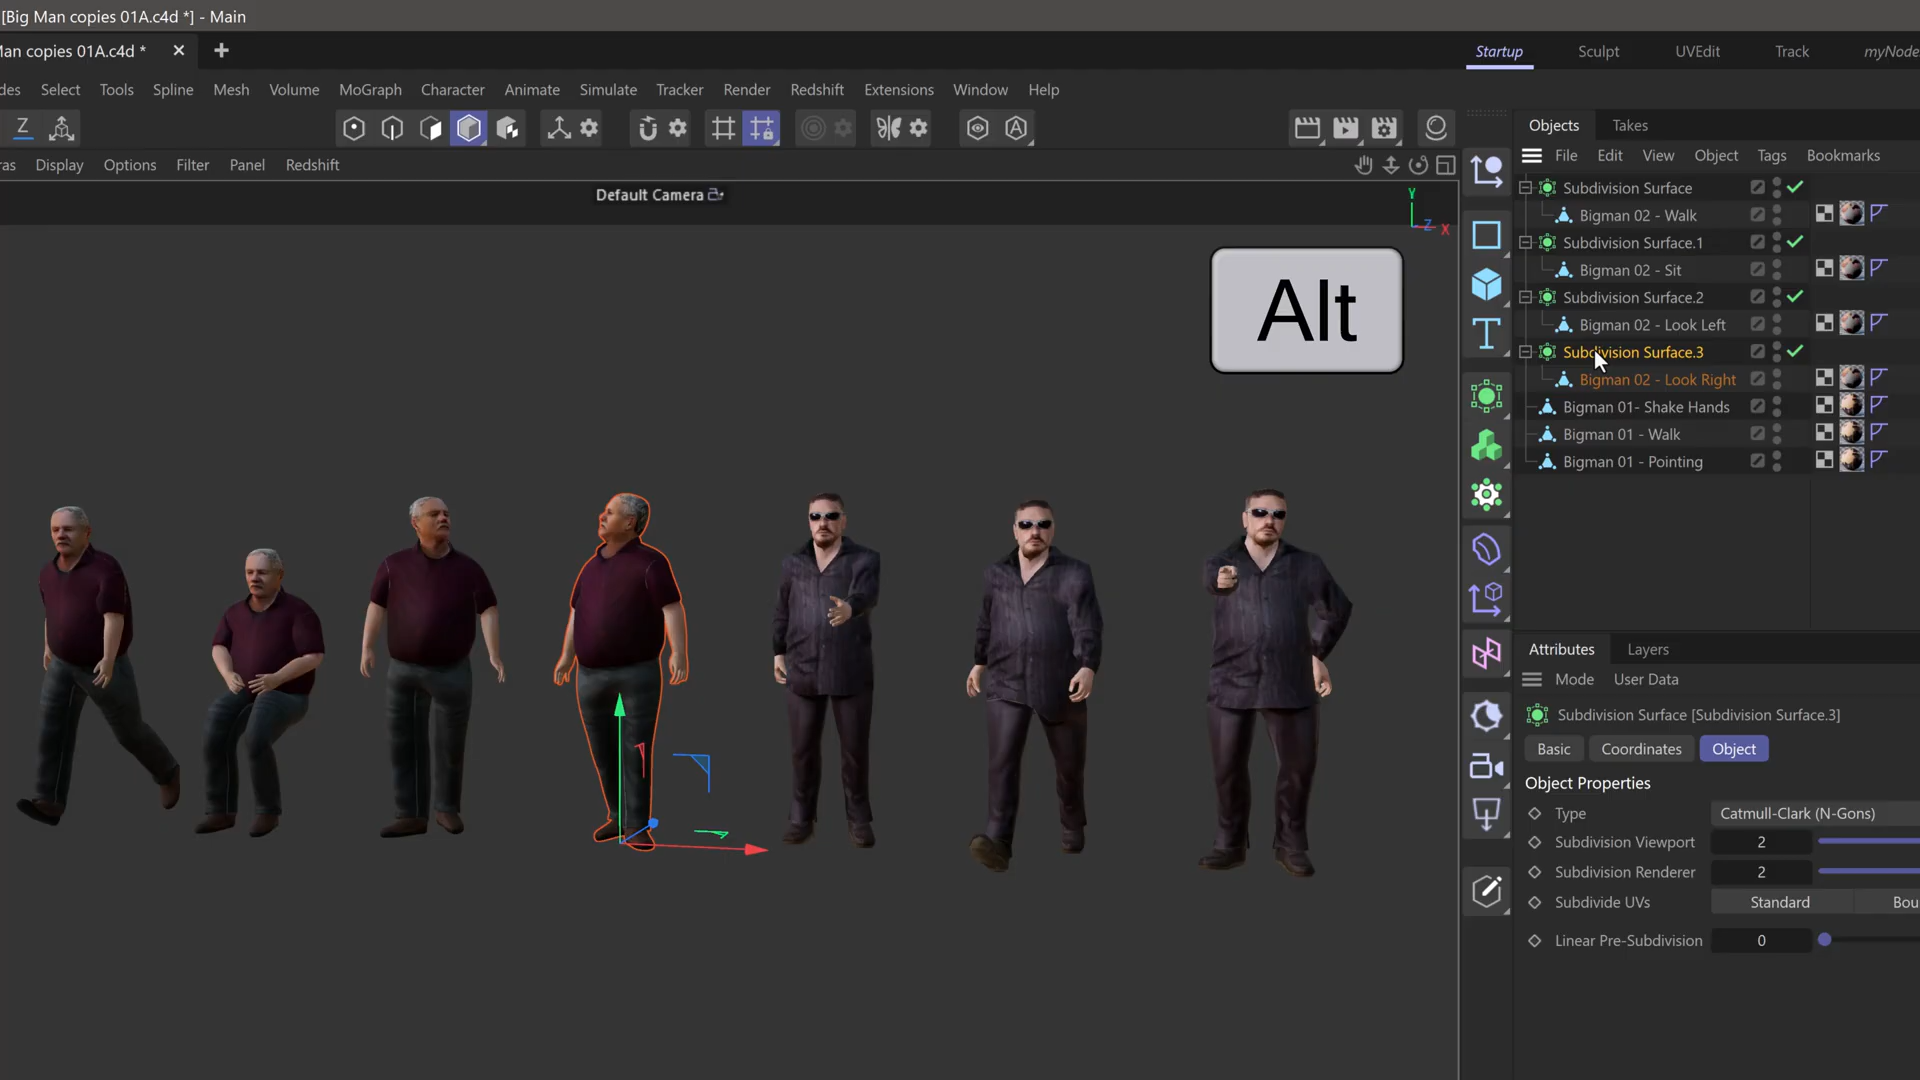 [Big Man copies 01A.c4d *] - Main
Man copies 01A.c4d *
Startup Sculpt UVEdit Track myNode
des Select Tools Spline Mesh Volume MoGraph Character Animate Simulate Tracker Render Redshift Extensions Window Help
Z
Objects Takes
File Edit View Object Tags Bookmarks
ras Display Options Filter Panel Redshift
Default Camera
Y
Z X
Alt
Subdivision Surface
Bigman 02 - Walk
Subdivision Surface.1
Bigman 02 - Sit
Subdivision Surface.2
Bigman 02 - Look Left
Subdivision Surface.3
Bigman 02 - Look Right
Bigman 01- Shake Hands
Bigman 01 - Walk
Bigman 01 - Pointing
Attributes Layers
Mode User Data
Subdivision Surface [Subdivision Surface.3]
Basic Coordinates Object
Object Properties
Type Catmull-Clark (N-Gons)
Subdivision Viewport 2
Subdivision Renderer 2
Subdivide UVs Standard Bou
Linear Pre-Subdivision 0